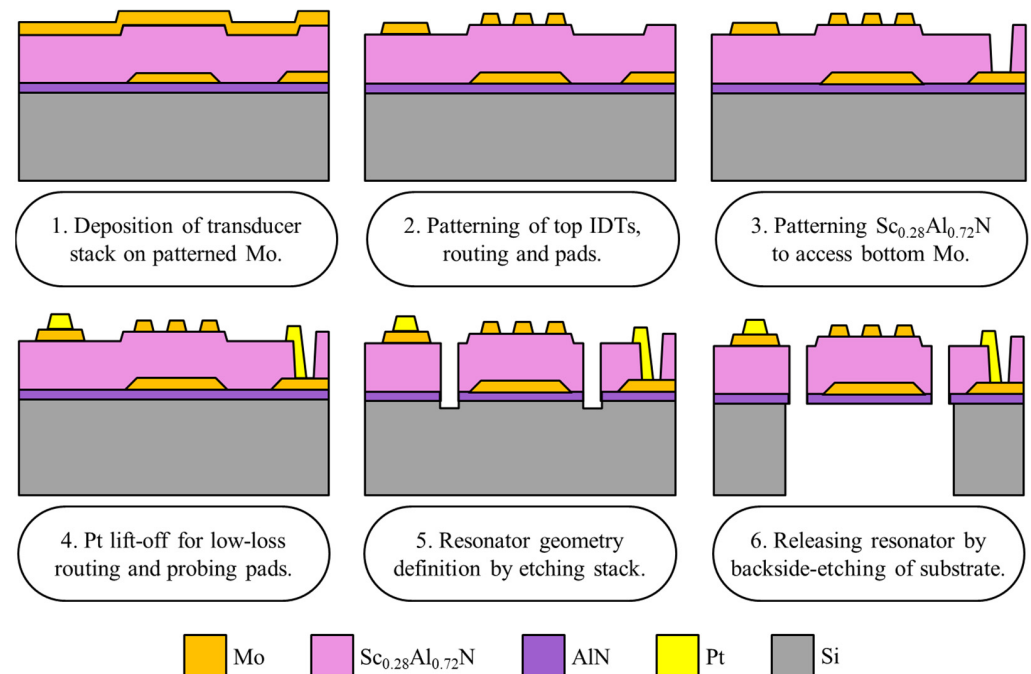 1. Deposition of transducer
stack on patterned Mo.
2. Patterning of top IDTs,
routing and pads.
3. Patterning Sc₀.₂₈Al₀.₇₂N
to access bottom Mo.
4. Pt lift-off for low-loss
routing and probing pads.
5. Resonator geometry
definition by etching stack.
6. Releasing resonator by
backside-etching of substrate.
Mo
Sc₀.₂₈Al₀.₇₂N
AlN
Pt
Si